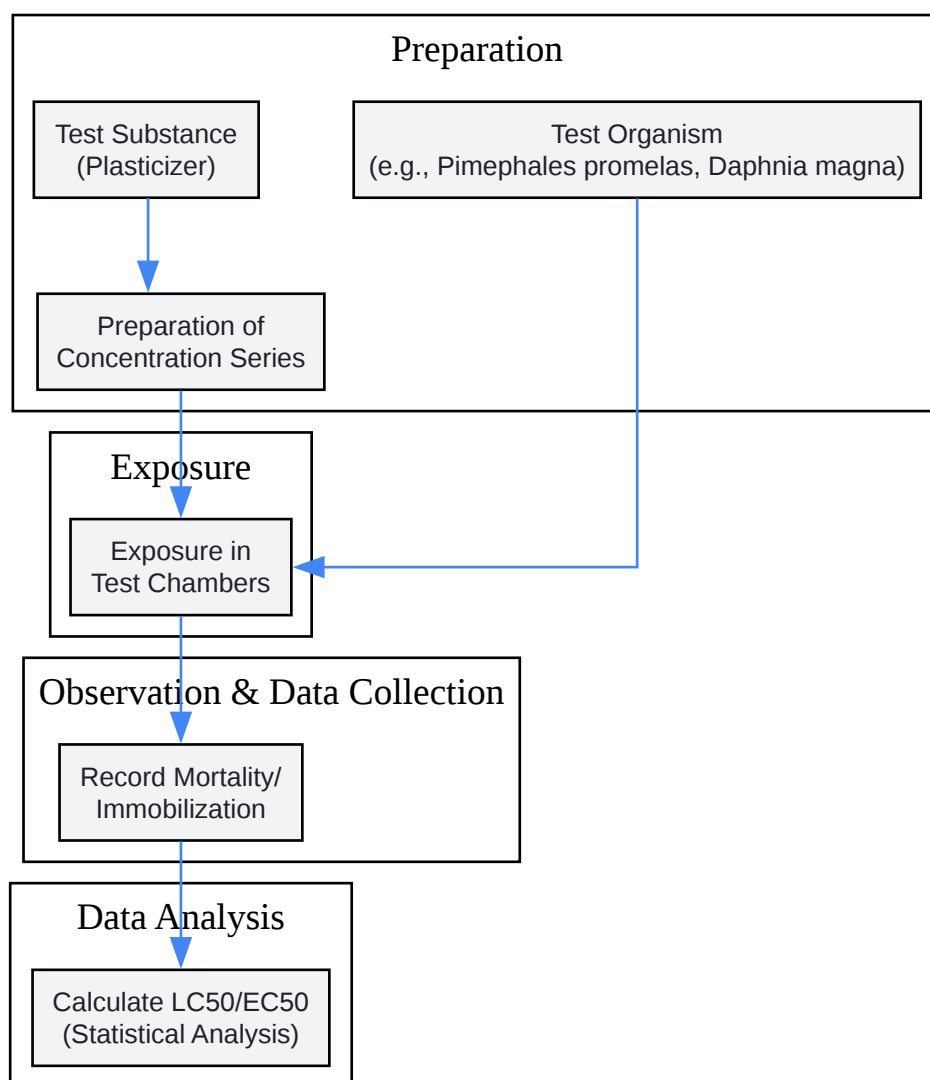 Preparation
Test Substance
(Plasticizer)
Test Organism
(e.g., Pimephales promelas, Daphnia magna)
Preparation of
Concentration Series
Exposure
Exposure in
Test Chambers
Observation & Data Collection
Record Mortality/
Immobilization
Data Analysis
Calculate LC50/EC50
(Statistical Analysis)